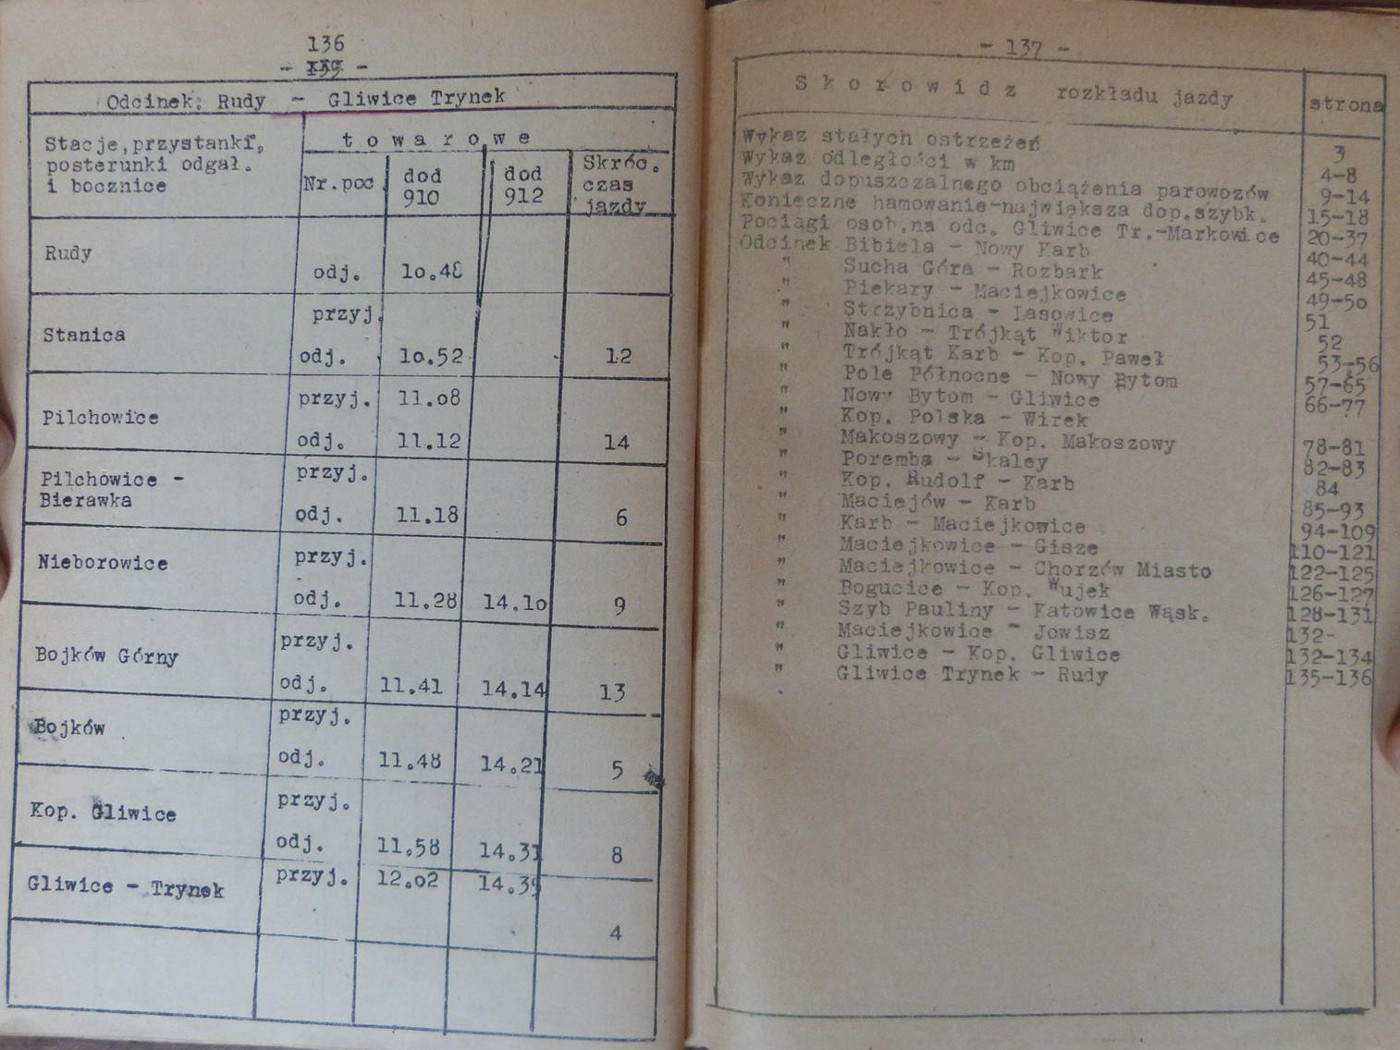 136
- 135 -
Odcinek: Rudy - Gliwice Trynek
Stacje, przystanki,
posterunki odgał.
i bocznice
t o w a r o w e
Nr. poc
dod
910
dod
912
Skróc.
czas
jazdy
Rudy
odj. 10.48
Stanica
przyj.
odj. 10.52 12
Pilchowice
przyj. 11.08
odj. 11.12 14
Pilchowice -
Bierawka
przyj.
odj. 11.18 6
Nieborowice
przyj.
odj. 11.28 14.10 9
Bojków Górny
przyj.
odj. 11.41 14.14 13
Bojków
przyj.
odj. 11.48 14.21 5
Kop. Gliwice
przyj.
odj. 11.58 14.31 8
Gliwice - Trynek
przyj. 12.02 14.35
4
- 137 -
S k o r o w i d z rozkładu jazdy strona
Wykaz stałych ostrzeżeń 3
Wykaz odległości w km 4-8
Wykaz dopuszczalnego obciążenia parowozów 9-14
Konieczne hamowanie-największa dop.szybk. 15-18
Pociągi osob.na odc. Gliwice Tr.-Markowice 20-37
Odcinek Bibiela - Nowy Karb 40-44
" Sucha Góra - Rozbark 45-48
" Piekary - Maciejkowice 49-50
" Strzybnica - Lasowice 51
" Nakło - Trójkąt Wiktor 52
" Trójkąt Karb - Kop. Paweł 53-56
" Pole Północne - Nowy Bytom 57-65
" Nowy Bytom - Gliwice 66-77
" Kop. Polska - Wirek
" Makoszowy - Kop. Makoszowy 78-81
" Poremba - Skaley 82-83
" Kop. Rudolf - Karb 84
" Maciejów - Karb 85-93
" Karb - Maciejkowice 94-109
" Maciejkowice - Gisze 110-121
" Maciejkowice - Chorzów Miasto 122-125
" Bogucice - Kop. Wujek 126-127
" Szyb Pauliny - Katowice Wąsk. 128-131
" Maciejkowice - Jowisz 132-
" Gliwice - Kop. Gliwice 132-134
" Gliwice Trynek - Rudy 135-136